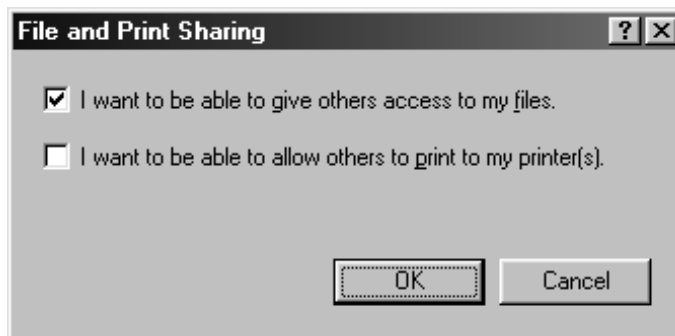 File and Print Sharing
I want to be able to give others access to my files.
I want to be able to allow others to print to my printer(s).
OK Cancel